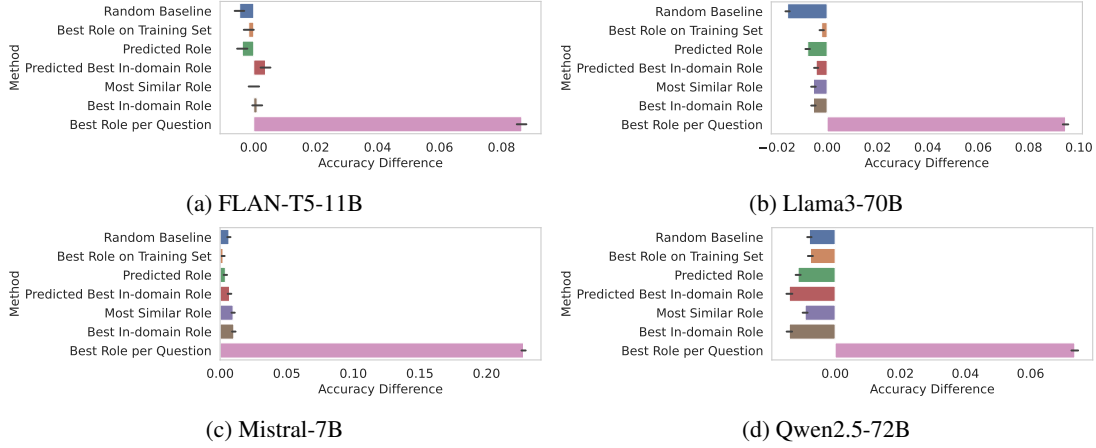 Method
Random Baseline
Best Role on Training Set
Predicted Role
Predicted Best In-domain Role
Most Similar Role
Best In-domain Role
Best Role per Question
0.00 0.02 0.04 0.06 0.08
Accuracy Difference
(a) FLAN-T5-11B
Method
Random Baseline
Best Role on Training Set
Predicted Role
Predicted Best In-domain Role
Most Similar Role
Best In-domain Role
Best Role per Question
−0.02 0.00 0.02 0.04 0.06 0.08 0.10
Accuracy Difference
(b) Llama3-70B
Method
Random Baseline
Best Role on Training Set
Predicted Role
Predicted Best In-domain Role
Most Similar Role
Best In-domain Role
Best Role per Question
0.00 0.05 0.10 0.15 0.20
Accuracy Difference
(c) Mistral-7B
Method
Random Baseline
Best Role on Training Set
Predicted Role
Predicted Best In-domain Role
Most Similar Role
Best In-domain Role
Best Role per Question
0.00 0.02 0.04 0.06
Accuracy Difference
(d) Qwen2.5-72B